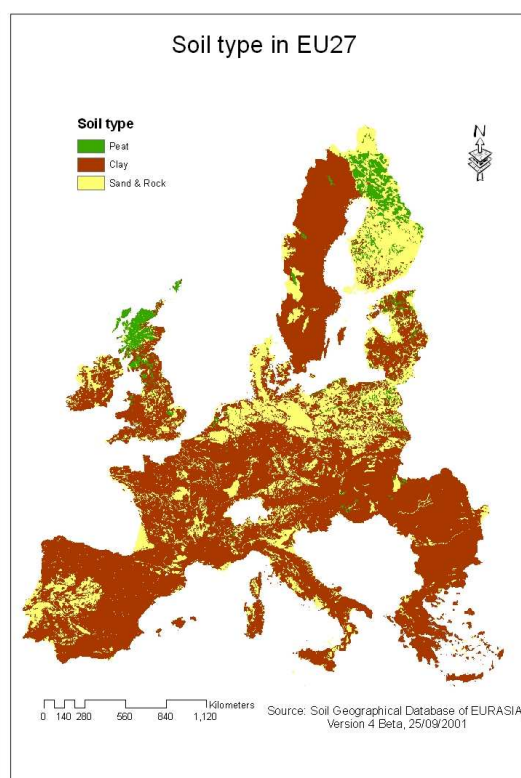 Soil type in EU27
Soil type
Peat
Clay
Sand & Rock
N
Kilometers
0 140 280 560 840 1,120
Source: Soil Geographical Database of EURASIA
Version 4 Beta, 25/09/2001